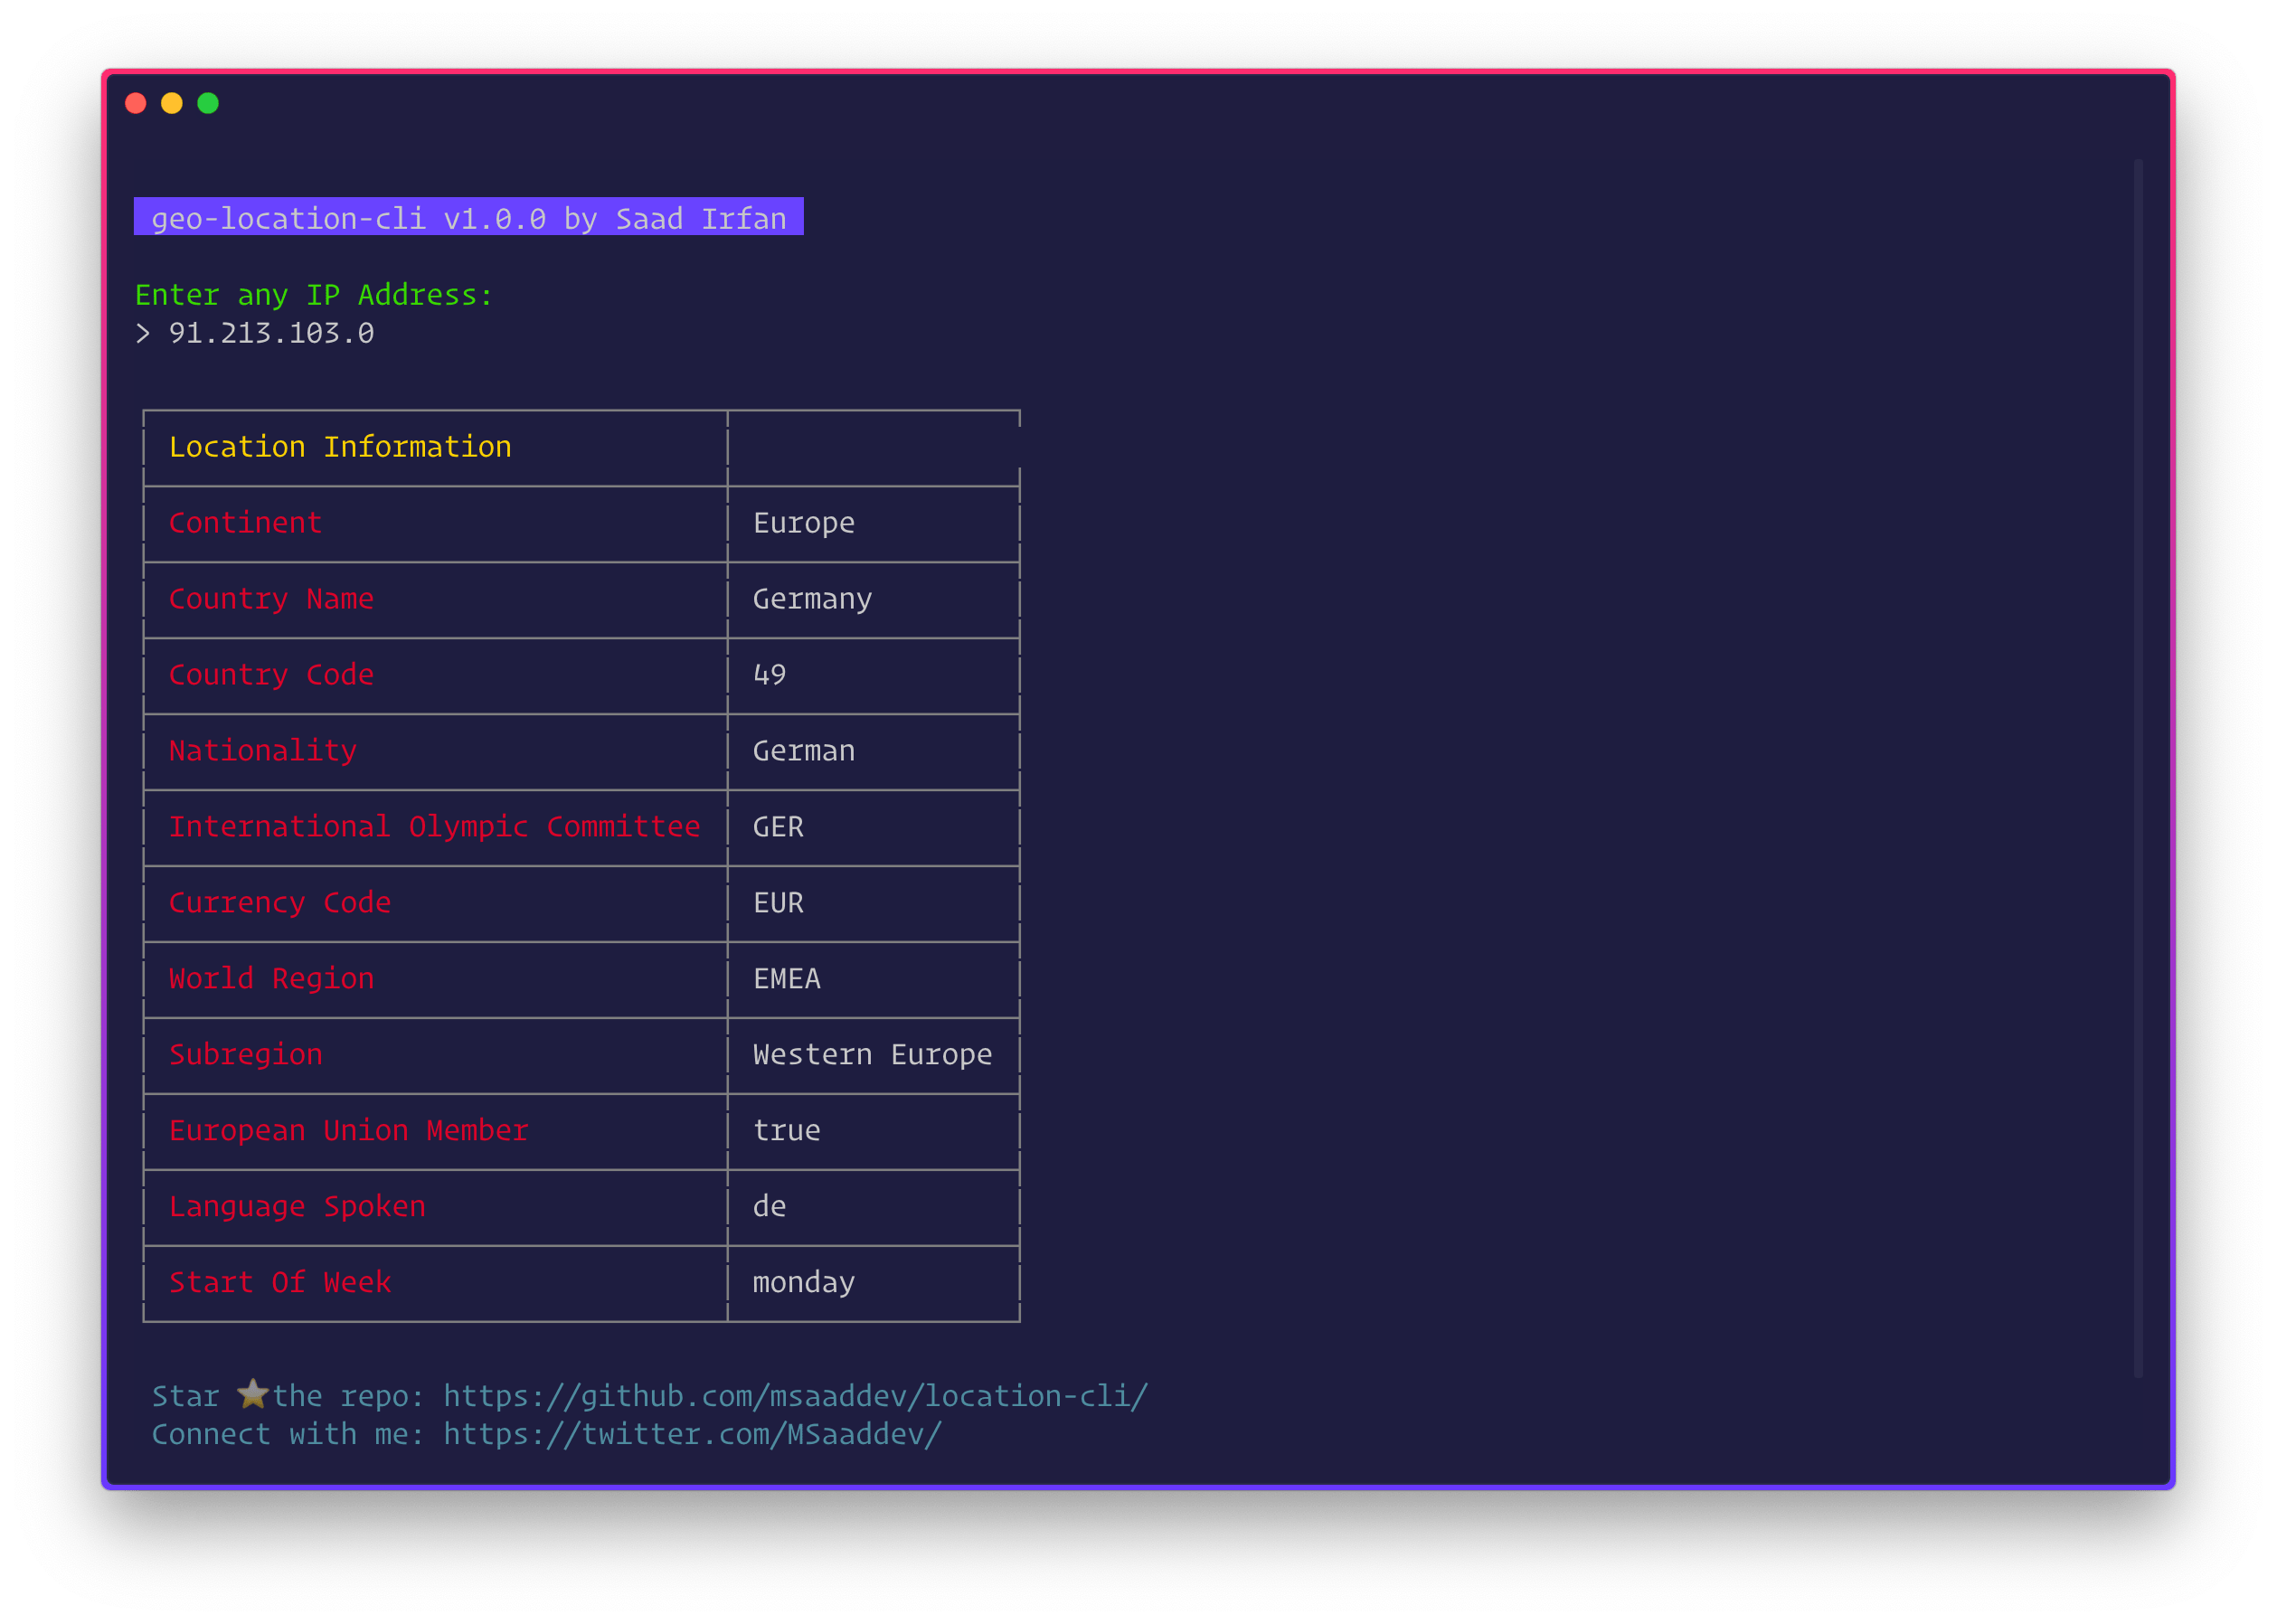 geo-location-cli v1.0.0 by Saad Irfan
Enter any IP Address:
> 91.213.103.0
Location Information
Continent Europe
Country Name Germany
Country Code 49
Nationality German
International Olympic Committee GER
Currency Code EUR
World Region EMEA
Subregion Western Europe
European Union Member true
Language Spoken de
Start Of Week monday
Star ⭐the repo: https://github.com/msaaddev/location-cli/
Connect with me: https://twitter.com/MSaaddev/